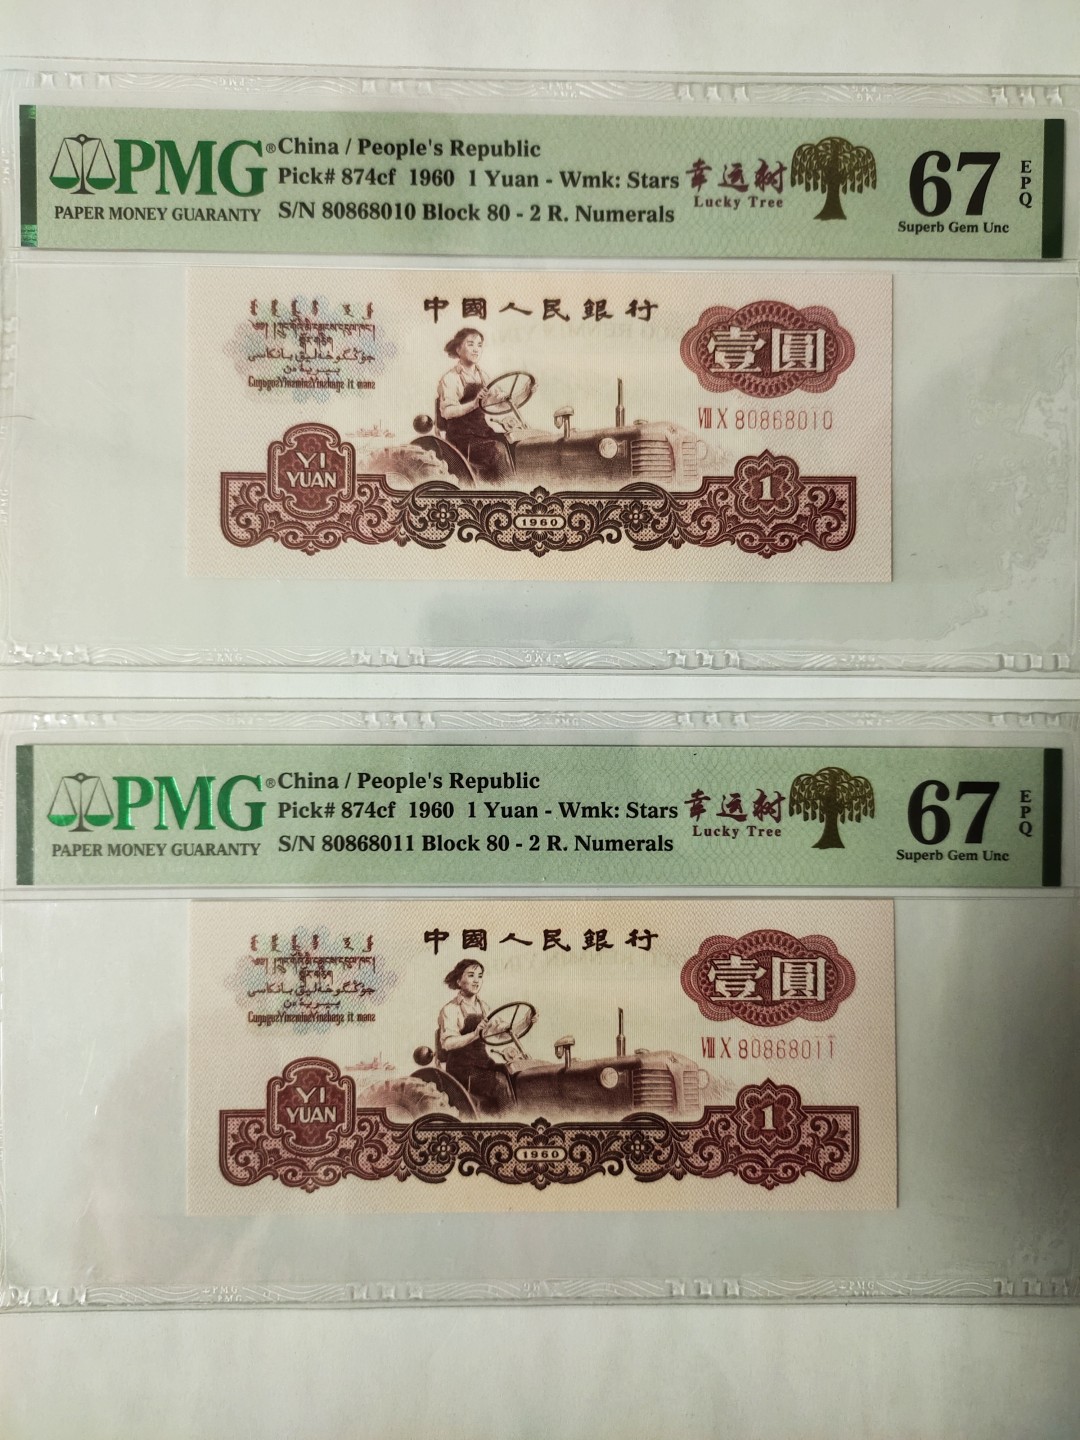 PMG®
PAPER MONEY GUARANTY
China / People's Republic
Pick# 874cf 1960 1 Yuan - Wmk: Stars
S/N 80868010 Block 80 - 2 R. Numerals
幸运树
Lucky Tree
67
EPQ
Superb Gem Unc
中國人民銀行
壹圓
VIII X 80868010
YI
YUAN
1
1960
PMG®
PAPER MONEY GUARANTY
China / People's Republic
Pick# 874cf 1960 1 Yuan - Wmk: Stars
S/N 80868011 Block 80 - 2 R. Numerals
幸运树
Lucky Tree
67
EPQ
Superb Gem Unc
中國人民銀行
壹圓
VIII X 80868011
YI
YUAN
1
1960